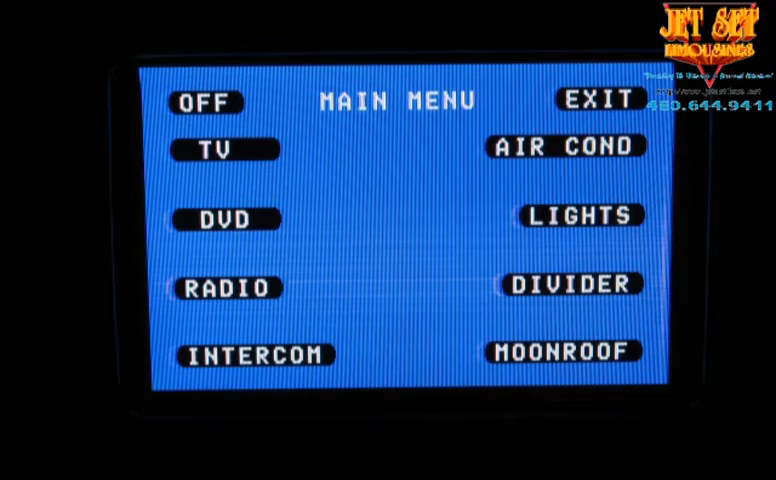 JET SET
LIMOUSINES
480.644.9411
OFF MAIN MENU EXIT
TV AIR COND
DVD LIGHTS
RADIO DIVIDER
INTERCOM MOONROOF